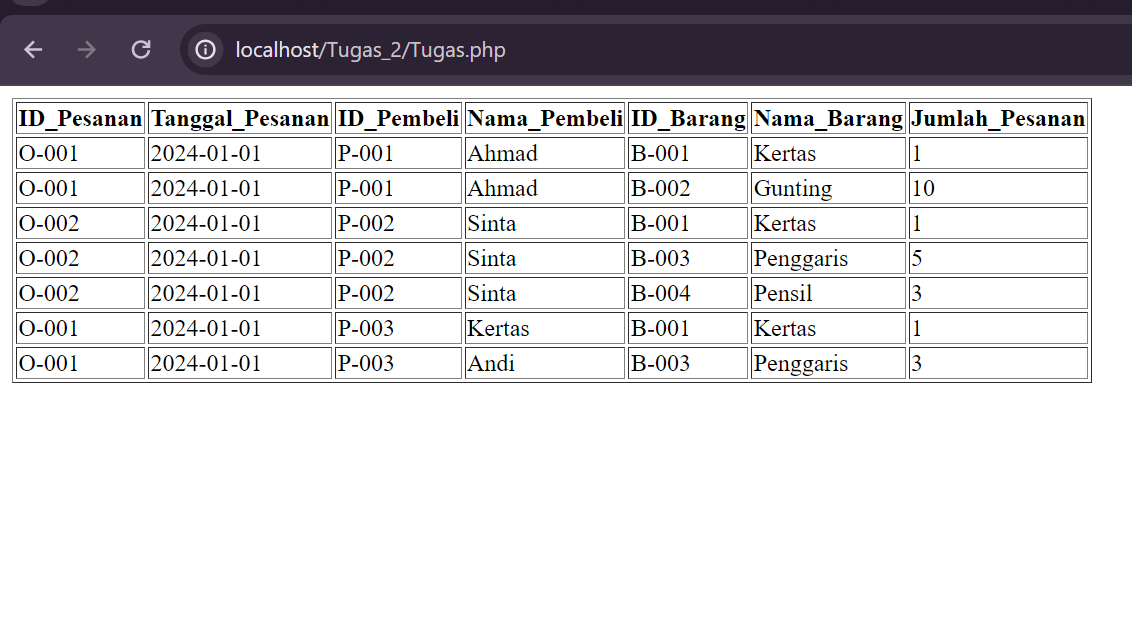 localhost/Tugas_2/Tugas.php
ID_Pesanan Tanggal_Pesanan ID_Pembeli Nama_Pembeli ID_Barang Nama_Barang Jumlah_Pesanan
O-001 2024-01-01 P-001 Ahmad B-001 Kertas 1
O-001 2024-01-01 P-001 Ahmad B-002 Gunting 10
O-002 2024-01-01 P-002 Sinta B-001 Kertas 1
O-002 2024-01-01 P-002 Sinta B-003 Penggaris 5
O-002 2024-01-01 P-002 Sinta B-004 Pensil 3
O-001 2024-01-01 P-003 Kertas B-001 Kertas 1
O-001 2024-01-01 P-003 Andi B-003 Penggaris 3